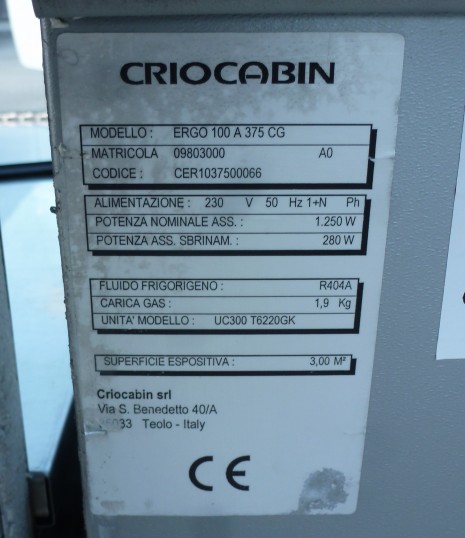 CRIOCABIN
MODELLO : ERGO 100 A 375 CG
MATRICOLA 09803000 A0
CODICE : CER1037500066
ALIMENTAZIONE : 230 V 50 Hz 1+N Ph
POTENZA NOMINALE ASS. : 1.250 W
POTENZA ASS. SBRINAM. : 280 W
FLUIDO FRIGORIGENO : R404A
CARICA GAS : 1,9 Kg
UNITA' MODELLO : UC300 T6220GK
SUPERFICIE ESPOSITIVA : 3,00 M²
Criocabin srl
Via S. Benedetto 40/A
Teolo - Italy
CE